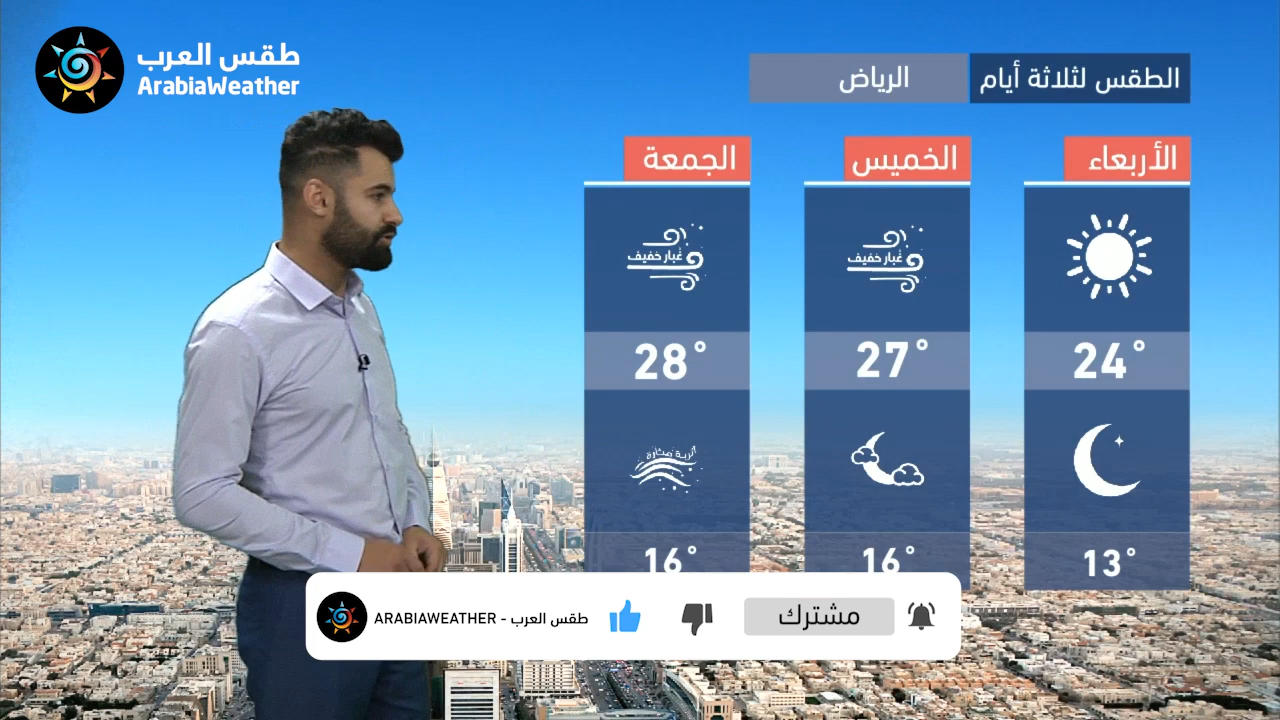 طقس العرب
ArabiaWeather
الطقس لثلاثة أيام
الرياض
الأربعاء
الخميس
الجمعة
غبار خفيف
غبار خفيف
24°
27°
28°
أتربة مثارة
13°
16°
16°
طقس العرب - ARABIAWEATHER
مشترك